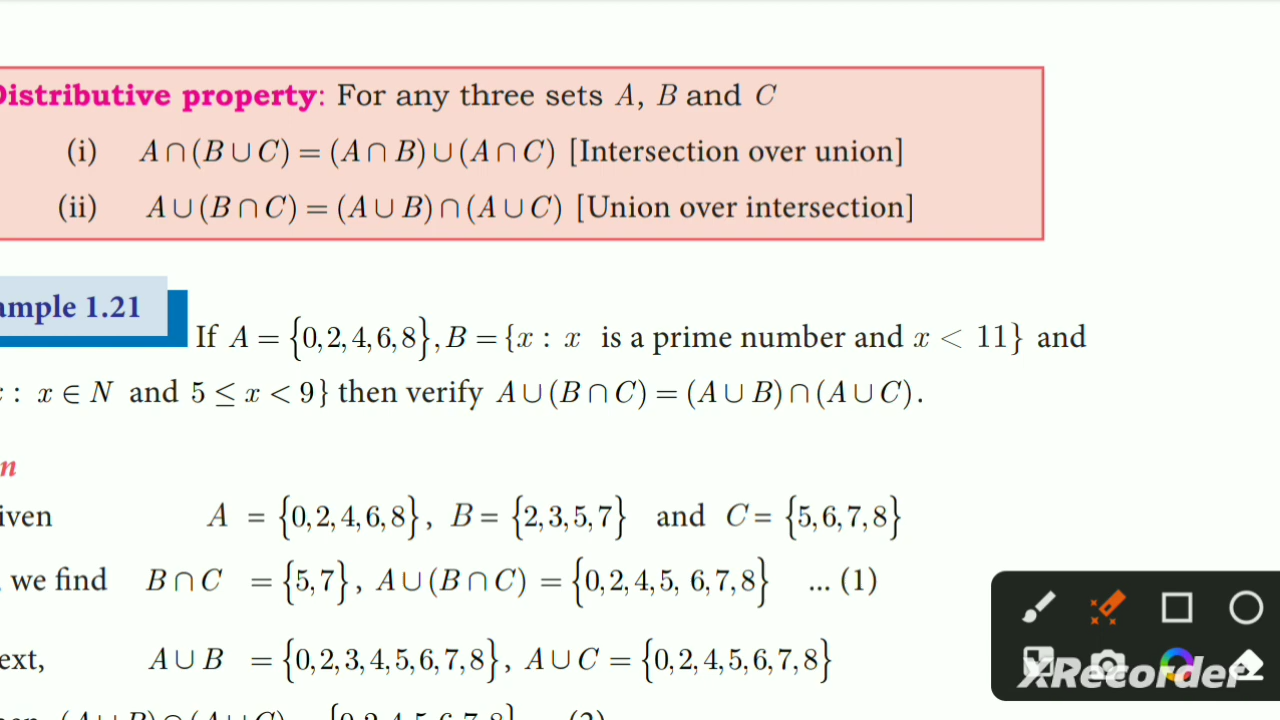 Distributive property: For any three sets A, B and C
(i) A∩(B∪C)=(A∩B)∪(A∩C) [Intersection over union]
(ii) A∪(B∩C)=(A∪B)∩(A∪C) [Union over intersection]
ample 1.21
If A={0,2,4,6,8}, B={x : x is a prime number and x < 11} and
: x∈N and 5≤x<9} then verify A∪(B∩C)=(A∪B)∩(A∪C).
n
iven A = {0,2,4,6,8}, B= {2,3,5,7} and C= {5,6,7,8}
, we find B∩C = {5,7}, A∪(B∩C) = {0,2,4,5, 6,7,8} ... (1)
ext, A∪B = {0,2,3,4,5,6,7,8}, A∪C = {0,2,4,5,6,7,8}
XRecorder